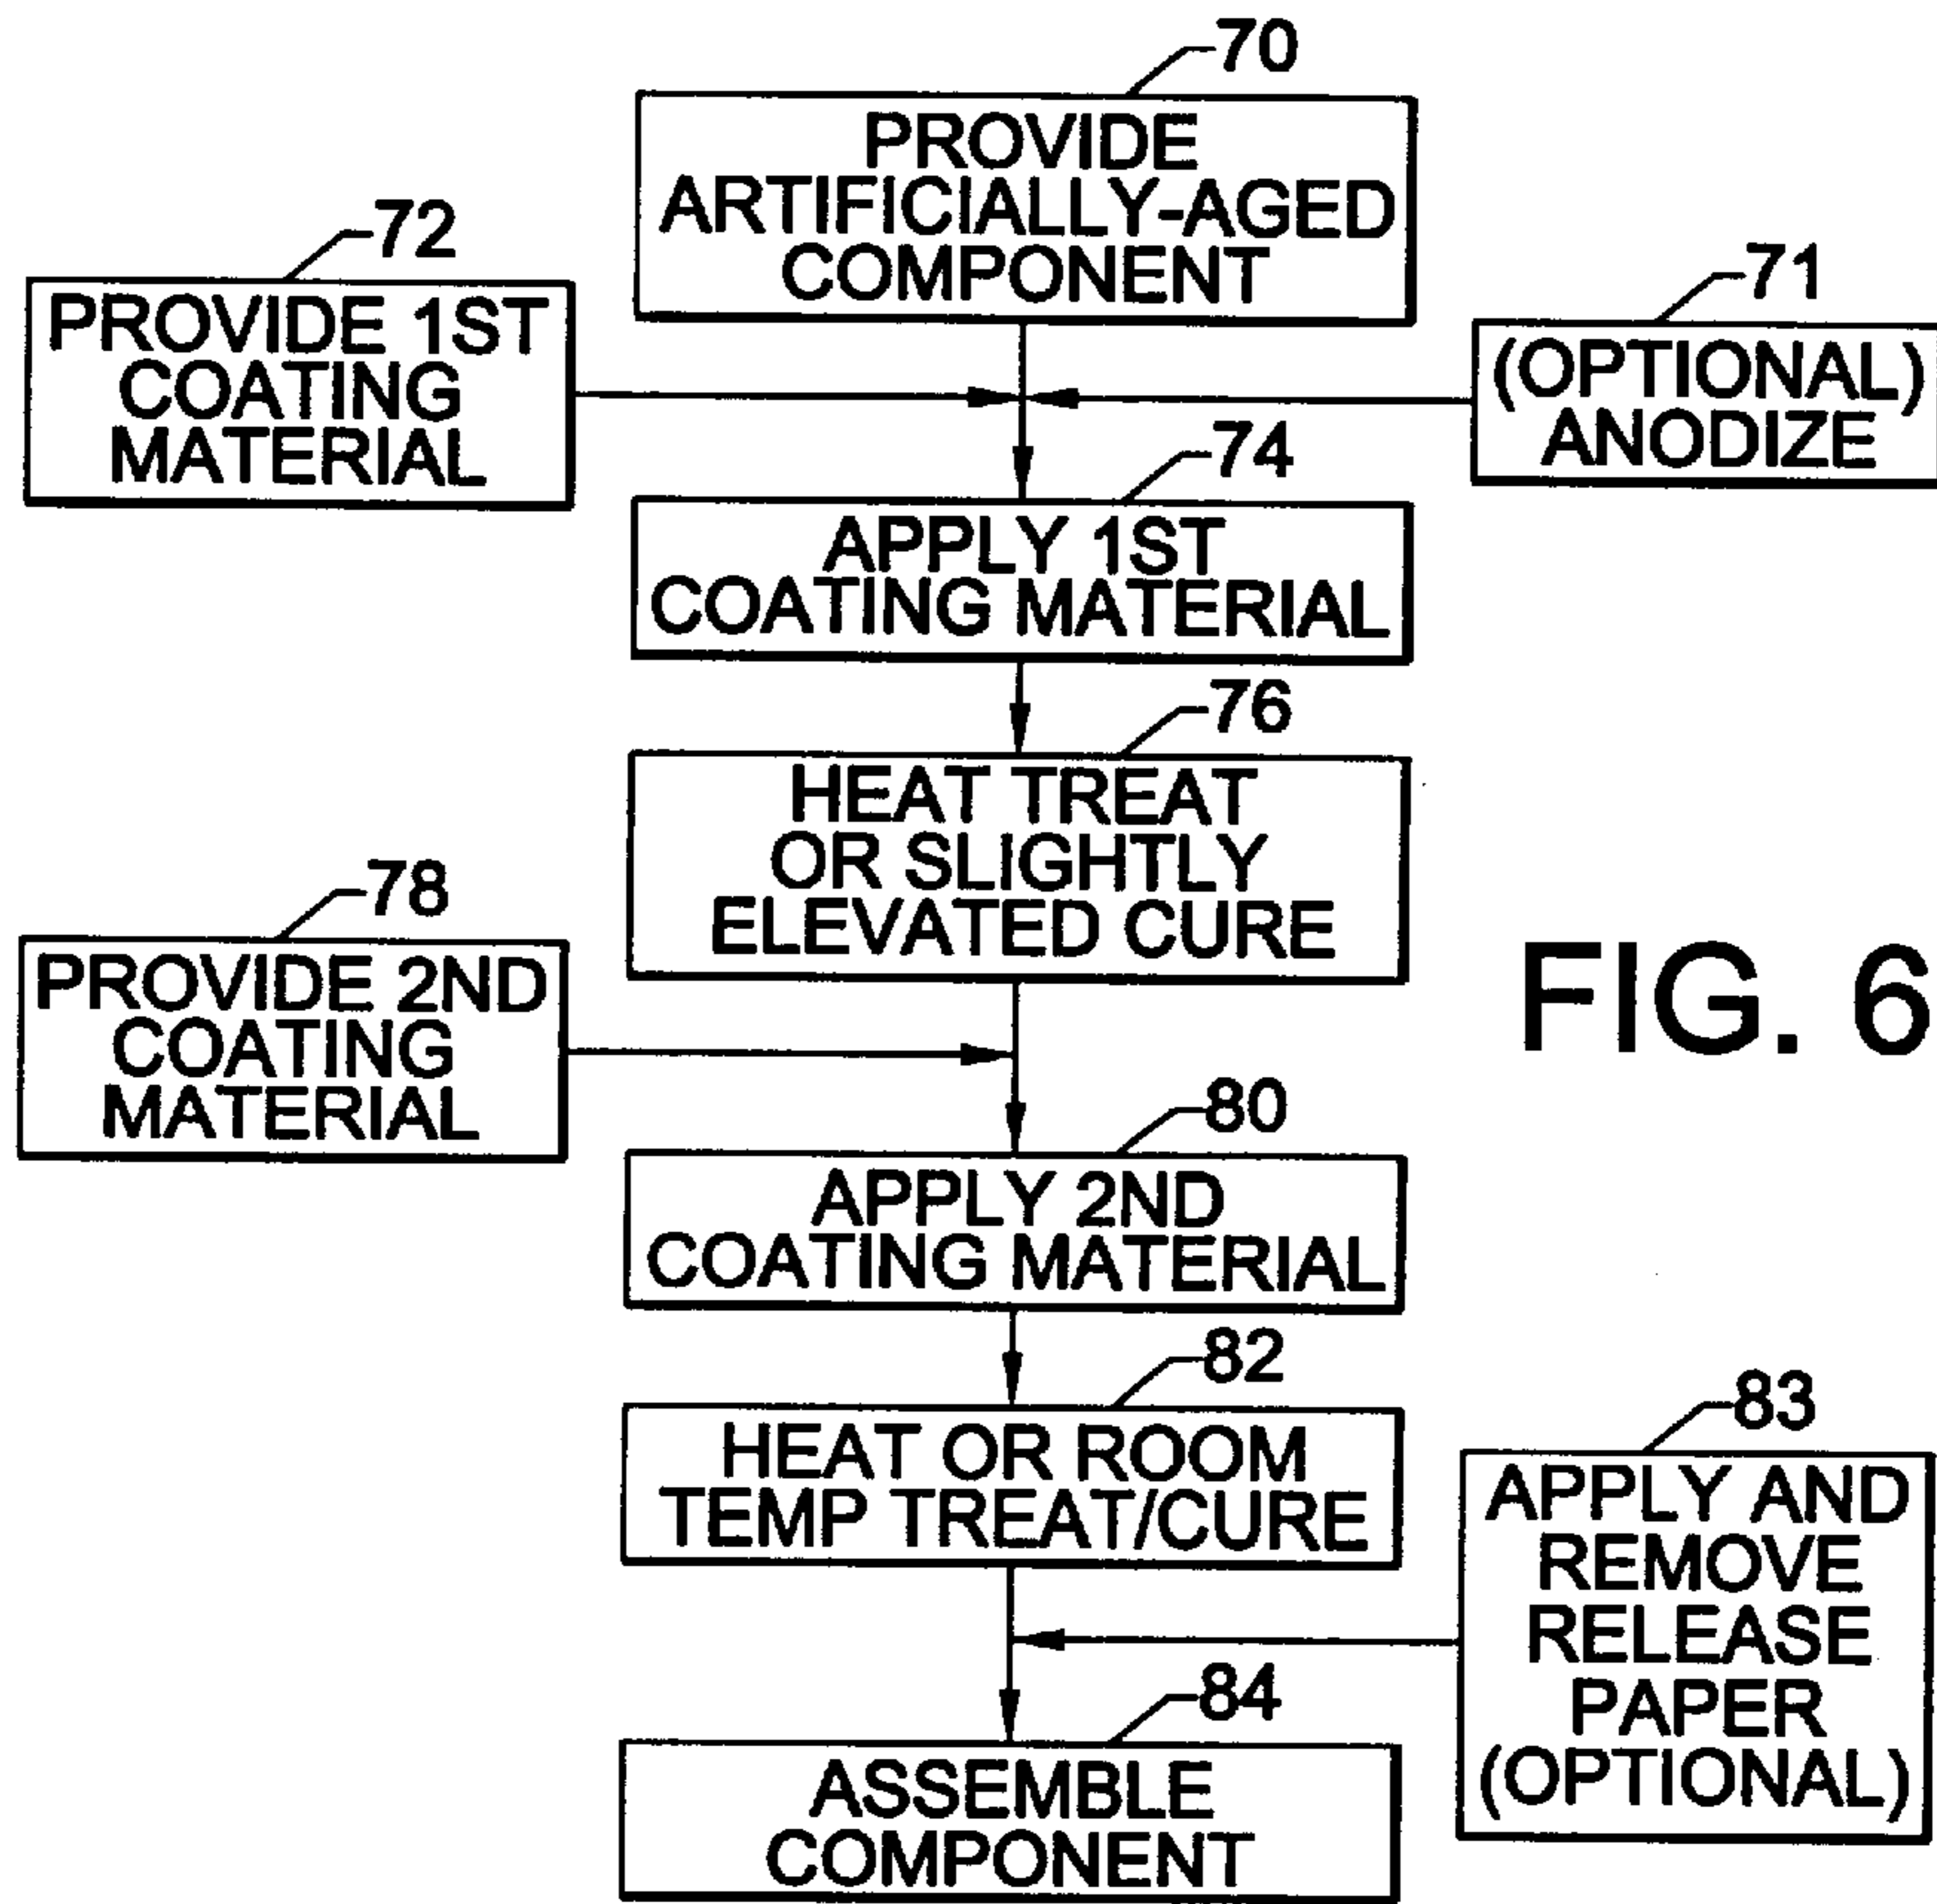 70
PROVIDE
ARTIFICIALLY-AGED
COMPONENT
72
PROVIDE 1ST
COATING
MATERIAL
71
(OPTIONAL)
ANODIZE
74
APPLY 1ST
COATING MATERIAL
76
HEAT TREAT
OR SLIGHTLY
ELEVATED CURE
78
PROVIDE 2ND
COATING
MATERIAL
FIG. 6
80
APPLY 2ND
COATING MATERIAL
82
HEAT OR ROOM
TEMP TREAT/CURE
83
APPLY AND
REMOVE
RELEASE
PAPER
(OPTIONAL)
84
ASSEMBLE
COMPONENT